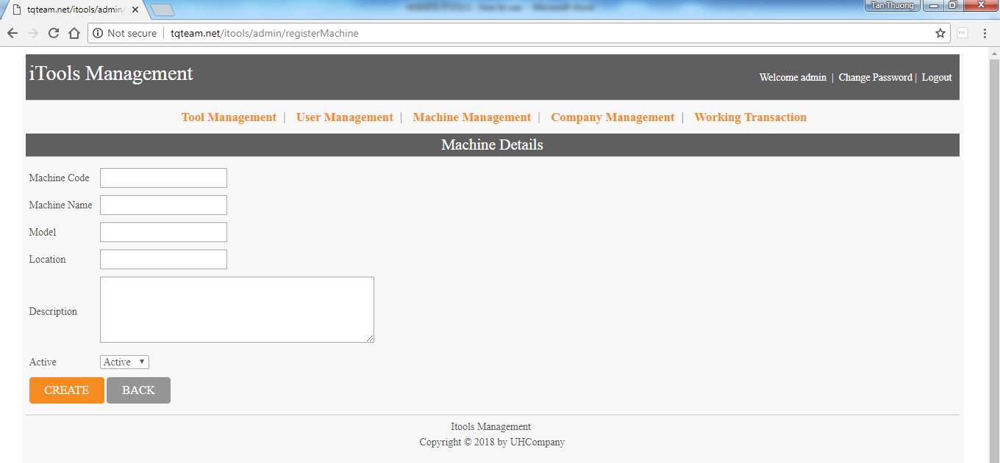 tqteam.net/itools/admin/
Tan Thuong
Not secure | tqteam.net/itools/admin/registerMachine
iTools Management
Welcome admin | Change Password | Logout
Tool Management | User Management | Machine Management | Company Management | Working Transaction
Machine Details
Machine Code
Machine Name
Model
Location
Description
Active Active
CREATE BACK
Itools Management
Copyright © 2018 by UHCompany